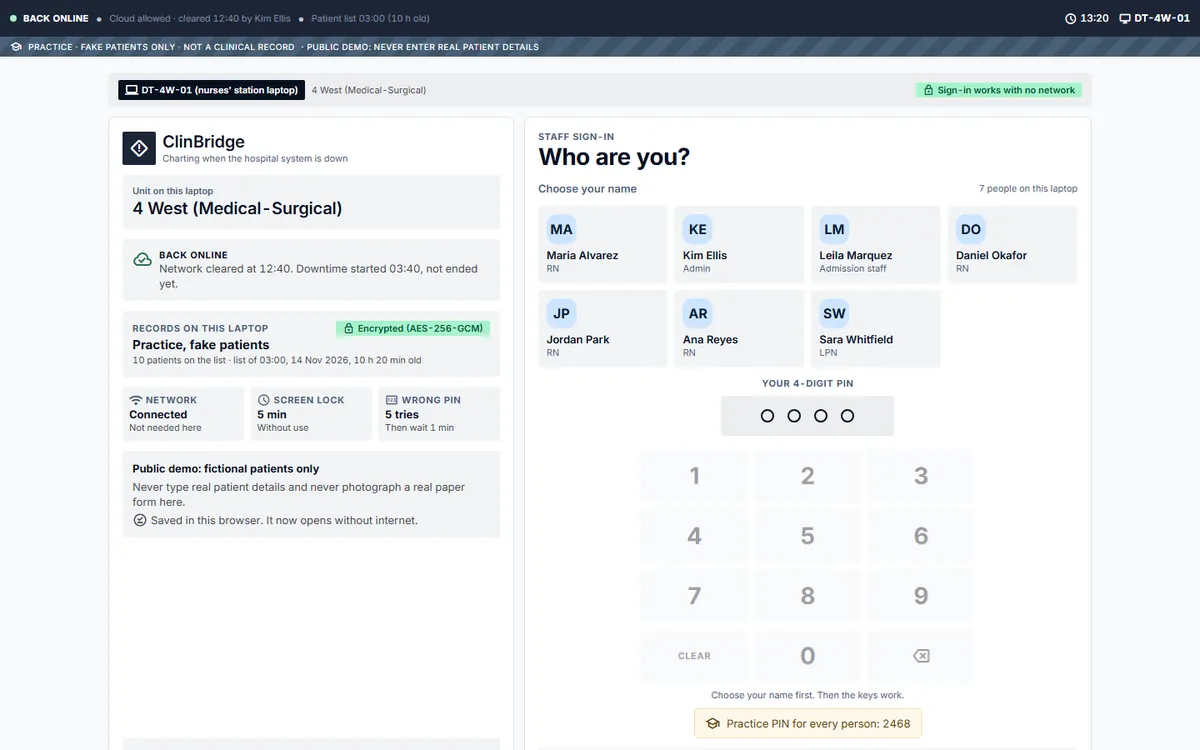 BACK ONLINE • Cloud allowed · cleared 12:40 by Kim Ellis • Patient list 03:00 (10 h old)
13:20 DT-4W-01
PRACTICE · FAKE PATIENTS ONLY · NOT A CLINICAL RECORD · PUBLIC DEMO: NEVER ENTER REAL PATIENT DETAILS
DT-4W-01 (nurses' station laptop) 4 West (Medical-Surgical)
Sign-in works with no network
ClinBridge
Charting when the hospital system is down
Unit on this laptop
4 West (Medical-Surgical)
BACK ONLINE
Network cleared at 12:40. Downtime started 03:40, not ended
yet.
RECORDS ON THIS LAPTOP
Encrypted (AES-256-GCM)
Practice, fake patients
10 patients on the list · list of 03:00, 14 Nov 2026, 10 h 20 min old
NETWORK
Connected
Not needed here
SCREEN LOCK
5 min
Without use
WRONG PIN
5 tries
Then wait 1 min
Public demo: fictional patients only
Never type real patient details and never photograph a real paper
form here.
Saved in this browser. It now opens without internet.
STAFF SIGN-IN
Who are you?
Choose your name
7 people on this laptop
MA
Maria Alvarez
RN
KE
Kim Ellis
Admin
LM
Leila Marquez
Admission staff
DO
Daniel Okafor
RN
JP
Jordan Park
RN
AR
Ana Reyes
RN
SW
Sara Whitfield
LPN
YOUR 4-DIGIT PIN
1 2 3
4 5 6
7 8 9
CLEAR 0
Choose your name first. Then the keys work.
Practice PIN for every person: 2468